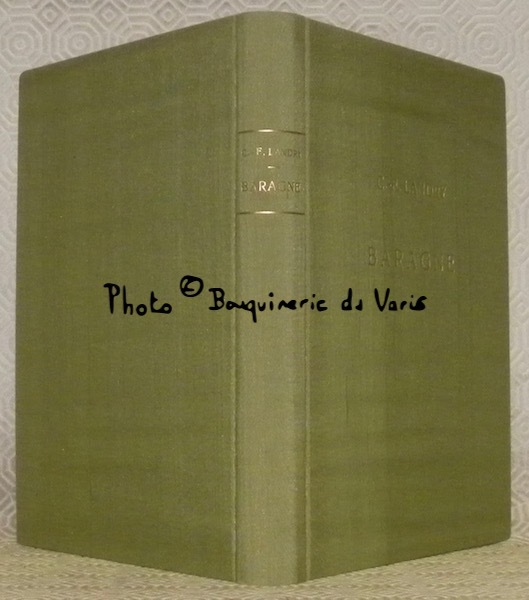 C.-F. LANDRY
BARAGNE
C.-F. LANDRY
BARAGNE
Photo © Bouquinerie du Varis